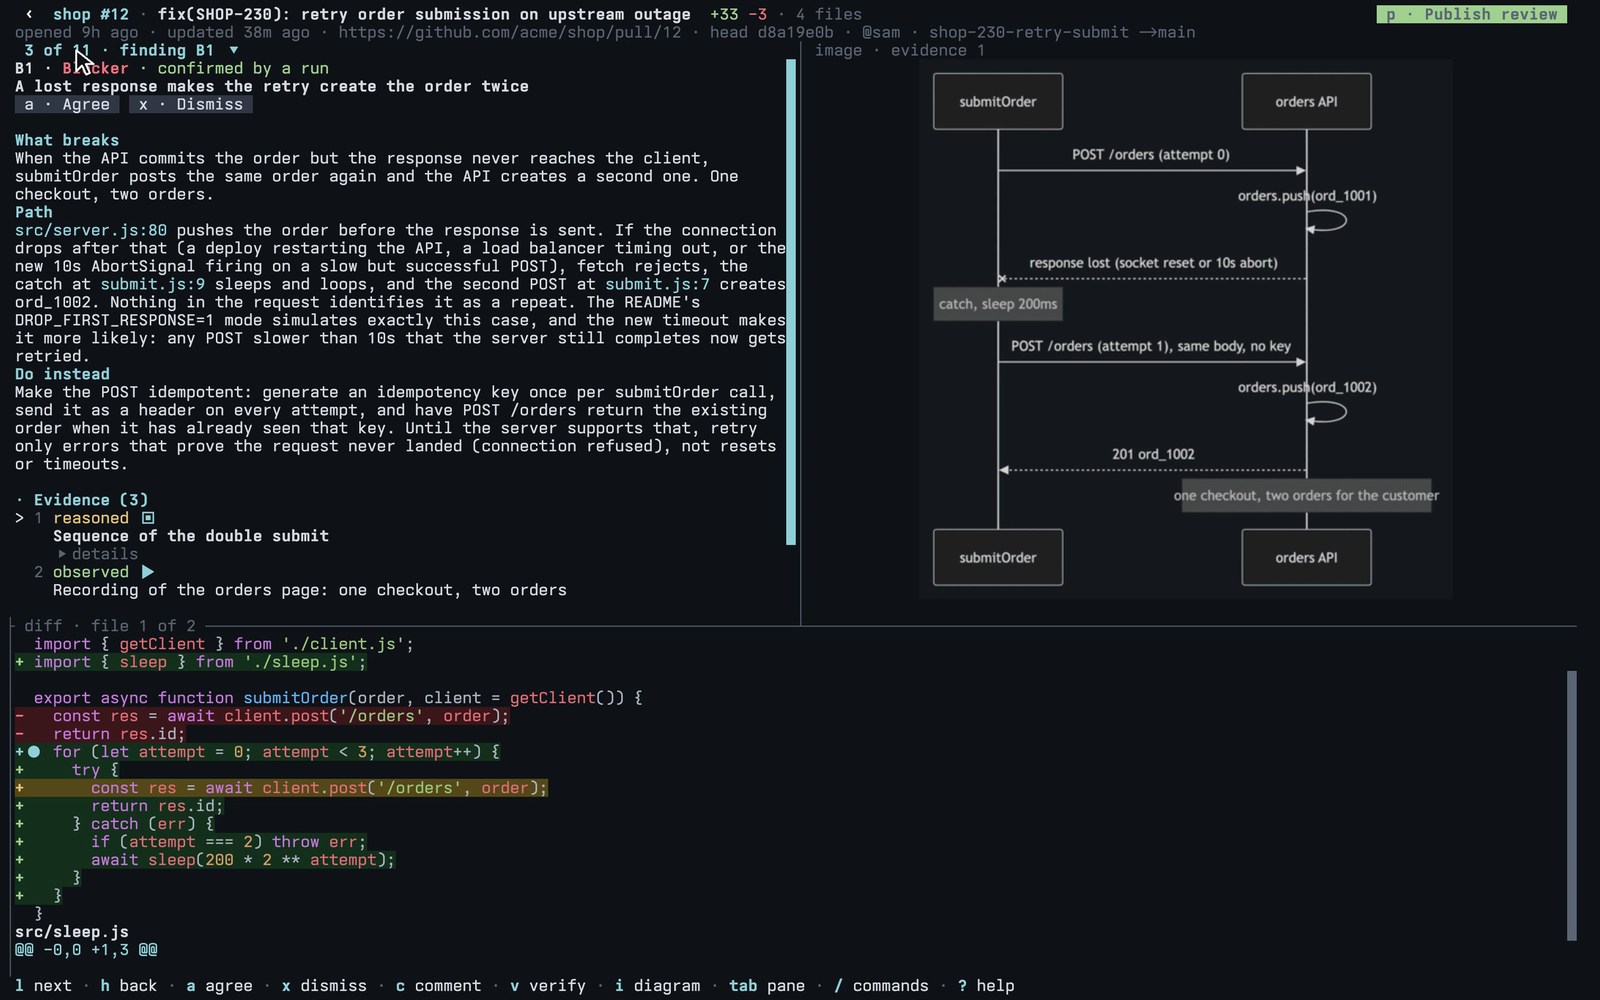 ‹ shop #12 · fix(SHOP-230): retry order submission on upstream outage +33 −3 · 4 files
p · Publish review
opened 9h ago · updated 38m ago · https://github.com/acme/shop/pull/12 · head d8a19e0b · @sam · shop-230-retry-submit →main
3 of 11 · finding B1 ▼
B1 · Blocker · confirmed by a run
A lost response makes the retry create the order twice
a · Agree x · Dismiss
What breaks
When the API commits the order but the response never reaches the client,
submitOrder posts the same order again and the API creates a second one. One
checkout, two orders.
Path
src/server.js:80 pushes the order before the response is sent. If the connection
drops after that (a deploy restarting the API, a load balancer timing out, or the
new 10s AbortSignal firing on a slow but successful POST), fetch rejects, the
catch at submit.js:9 sleeps and loops, and the second POST at submit.js:7 creates
ord_1002. Nothing in the request identifies it as a repeat. The README's
DROP_FIRST_RESPONSE=1 mode simulates exactly this case, and the new timeout makes
it more likely: any POST slower than 10s that the server still completes now gets
retried.
Do instead
Make the POST idempotent: generate an idempotency key once per submitOrder call,
send it as a header on every attempt, and have POST /orders return the existing
order when it has already seen that key. Until the server supports that, retry
only errors that prove the request never landed (connection refused), not resets
or timeouts.
· Evidence (3)
> 1 reasoned
Sequence of the double submit
▸ details
2 observed ▶
Recording of the orders page: one checkout, two orders
image · evidence 1
submitOrder orders API
POST /orders (attempt 0)
orders.push(ord_1001)
response lost (socket reset or 10s abort)
catch, sleep 200ms
POST /orders (attempt 1), same body, no key
orders.push(ord_1002)
201 ord_1002
one checkout, two orders for the customer
submitOrder orders API
diff · file 1 of 2
import { getClient } from './client.js';
+ import { sleep } from './sleep.js';
export async function submitOrder(order, client = getClient()) {
− const res = await client.post('/orders', order);
− return res.id;
+ for (let attempt = 0; attempt < 3; attempt++) {
+ try {
+ const res = await client.post('/orders', order);
+ return res.id;
+ } catch (err) {
+ if (attempt === 2) throw err;
+ await sleep(200 * 2 ** attempt);
+ }
+ }
}
src/sleep.js
@@ −0,0 +1,3 @@
l next · h back · a agree · x dismiss · c comment · v verify · i diagram · tab pane · / commands · ? help